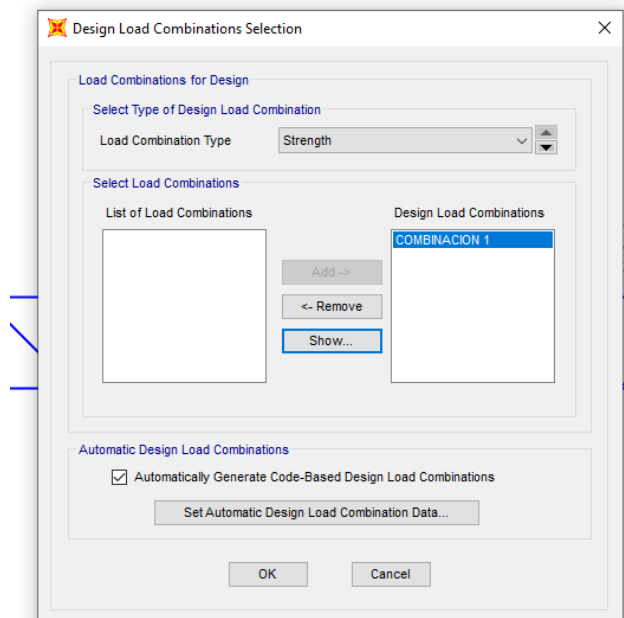 Design Load Combinations Selection
Load Combinations for Design
Select Type of Design Load Combination
Load Combination Type
Strength
Select Load Combinations
List of Load Combinations
Design Load Combinations
COMBINACION 1
Add ->
<- Remove
Show...
Automatic Design Load Combinations
Automatically Generate Code-Based Design Load Combinations
Set Automatic Design Load Combination Data...
OK
Cancel